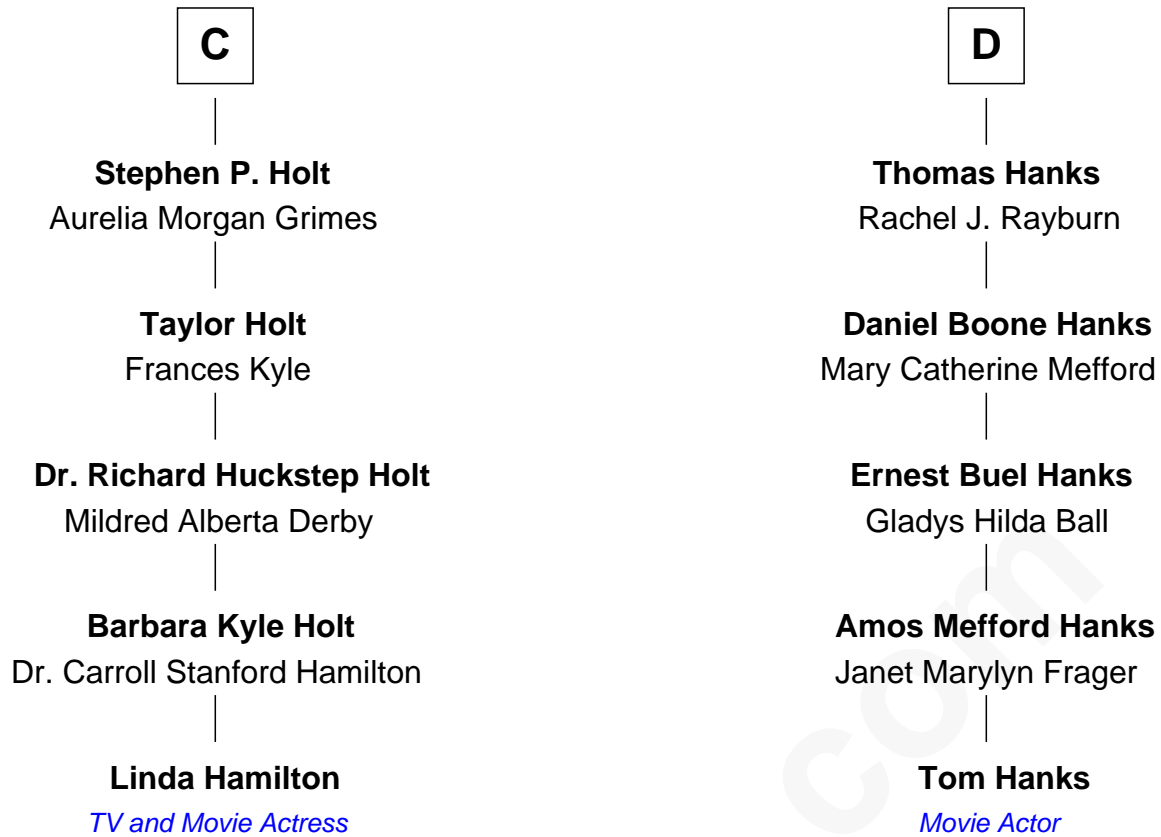 C
Stephen P. Holt
Aurelia Morgan Grimes
Taylor Holt
Frances Kyle
Dr. Richard Huckstep Holt
Mildred Alberta Derby
Barbara Kyle Holt
Dr. Carroll Stanford Hamilton
Linda Hamilton
TV and Movie Actress
D
Thomas Hanks
Rachel J. Rayburn
Daniel Boone Hanks
Mary Catherine Mefford
Ernest Buel Hanks
Gladys Hilda Ball
Amos Mefford Hanks
Janet Marylyn Frager
Tom Hanks
Movie Actor
com